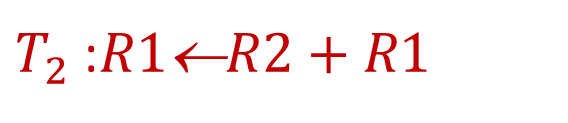 T₂ :R1←R2 + R1